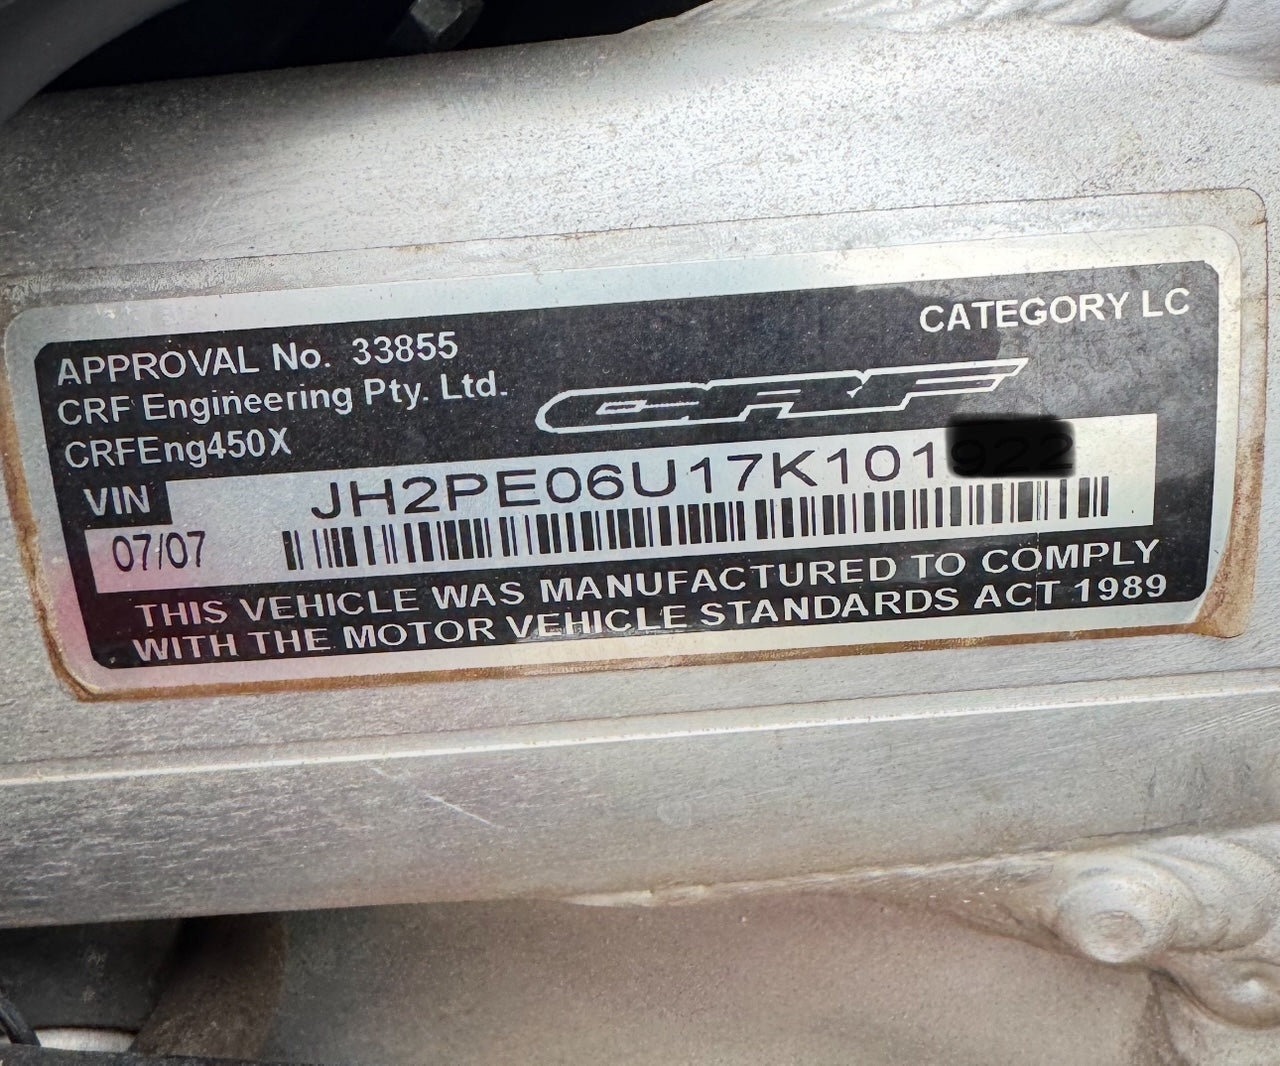 CATEGORY LC
APPROVAL No. 33855
CRF Engineering Pty. Ltd.
CRF
CRFEng450X
VIN JH2PE06U17K101
07/07
THIS VEHICLE WAS MANUFACTURED TO COMPLY
WITH THE MOTOR VEHICLE STANDARDS ACT 1989